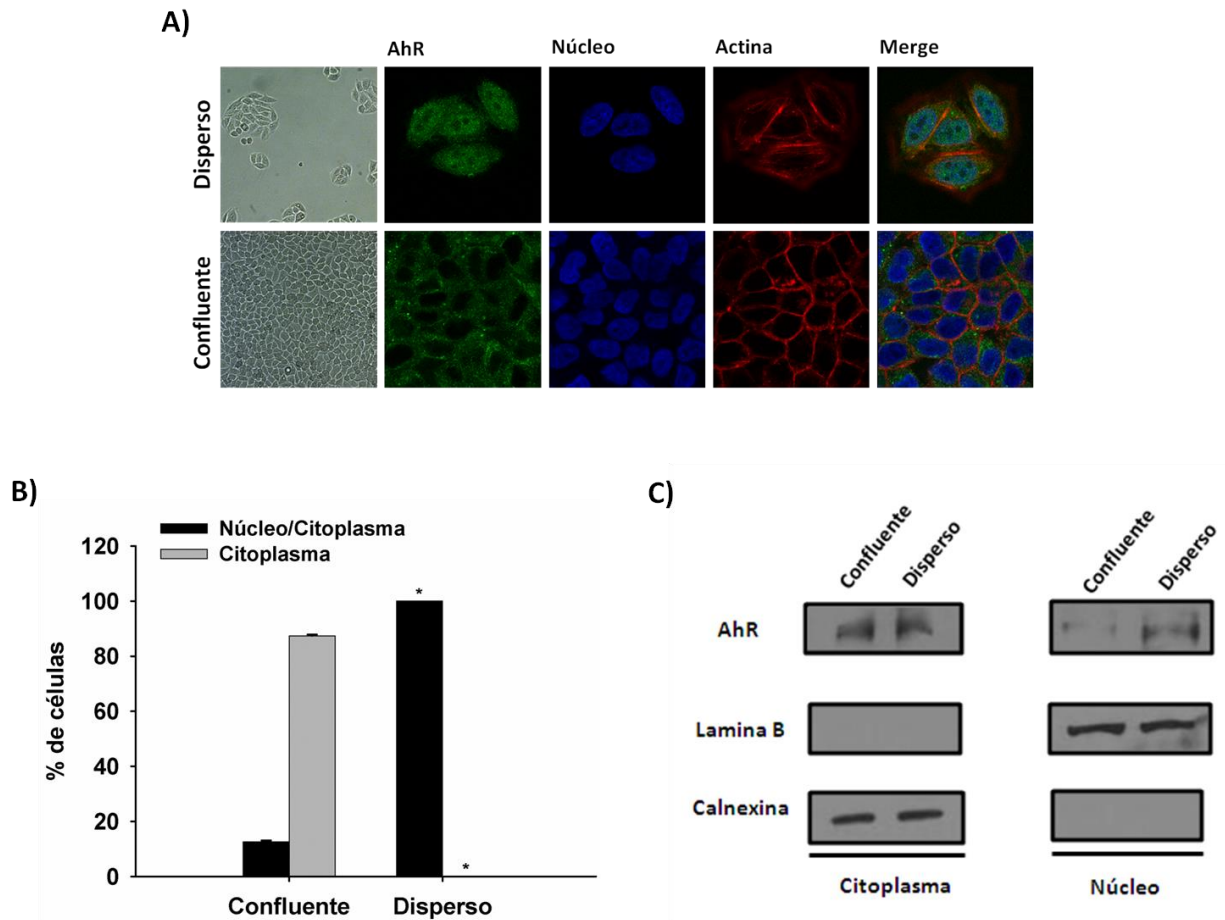 A)
AhR Núcleo Actina Merge
Disperso
Confluente
B)
Núcleo/Citoplasma
Citoplasma
120
100
80
60
40
20
0
% de células
*
*
Confluente Disperso
C)
Confluente Disperso Confluente Disperso
AhR
Lamina B
Calnexina
Citoplasma Núcleo